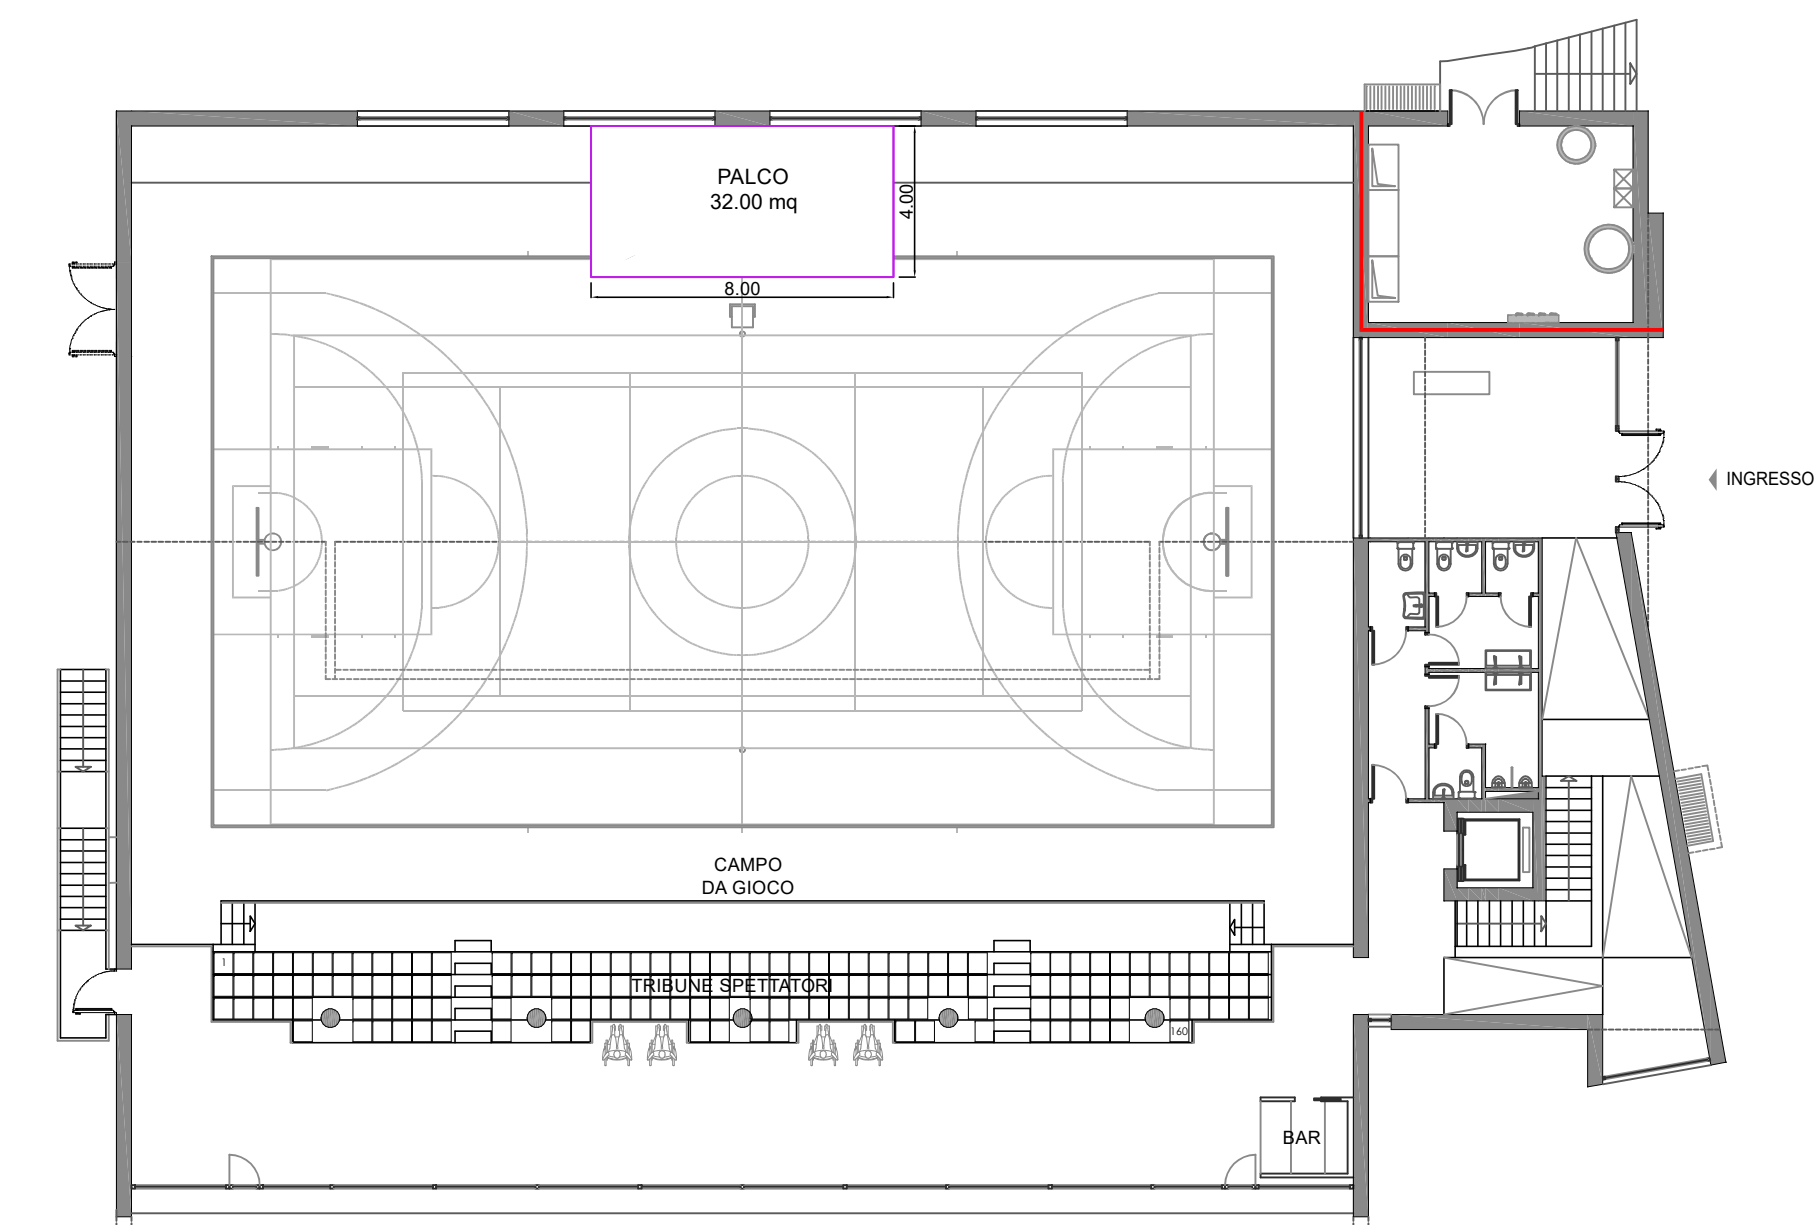 PALCO
32.00 mq
4.00
8.00
INGRESSO
CAMPO
DA GIOCO
1
TRIBUNE SPETTATORI
160
BAR